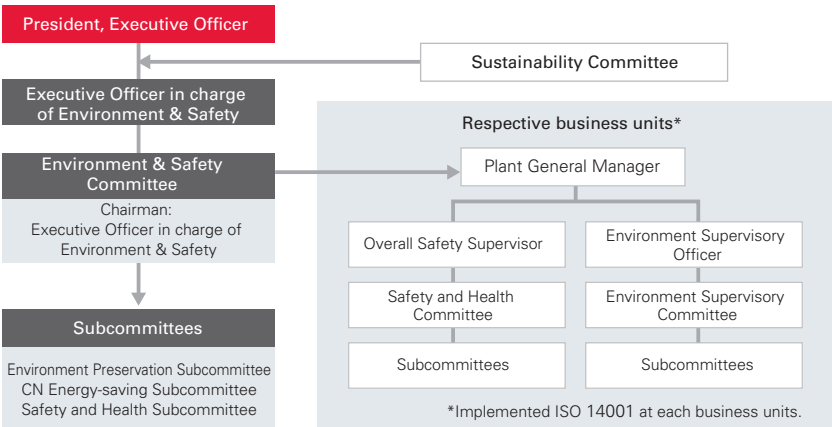 President, Executive Officer
Sustainability Committee
Executive Officer in charge
of Environment & Safety
Environment & Safety
Committee
Chairman:
Executive Officer in charge of
Environment & Safety
Subcommittees
Environment Preservation Subcommittee
CN Energy-saving Subcommittee
Safety and Health Subcommittee
Respective business units*
Plant General Manager
Overall Safety Supervisor
Safety and Health
Committee
Subcommittees
Environment Supervisory
Officer
Environment Supervisory
Committee
Subcommittees
*Implemented ISO 14001 at each business units.